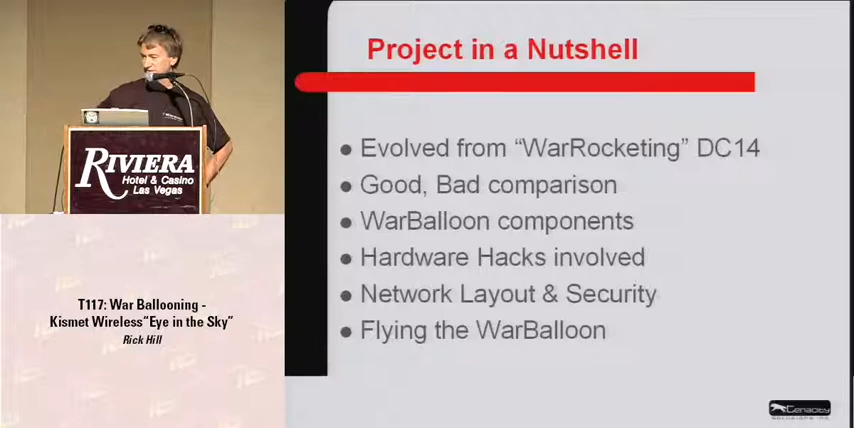 Project in a Nutshell
RIVIERA
Hotel & Casino
Las Vegas
● Evolved from “WarRocketing” DC14
● Good, Bad comparison
● WarBalloon components
● Hardware Hacks involved
● Network Layout & Security
● Flying the WarBalloon
T117: War Ballooning -
Kismet Wireless“Eye in the Sky”
Rick Hill
Tenacity